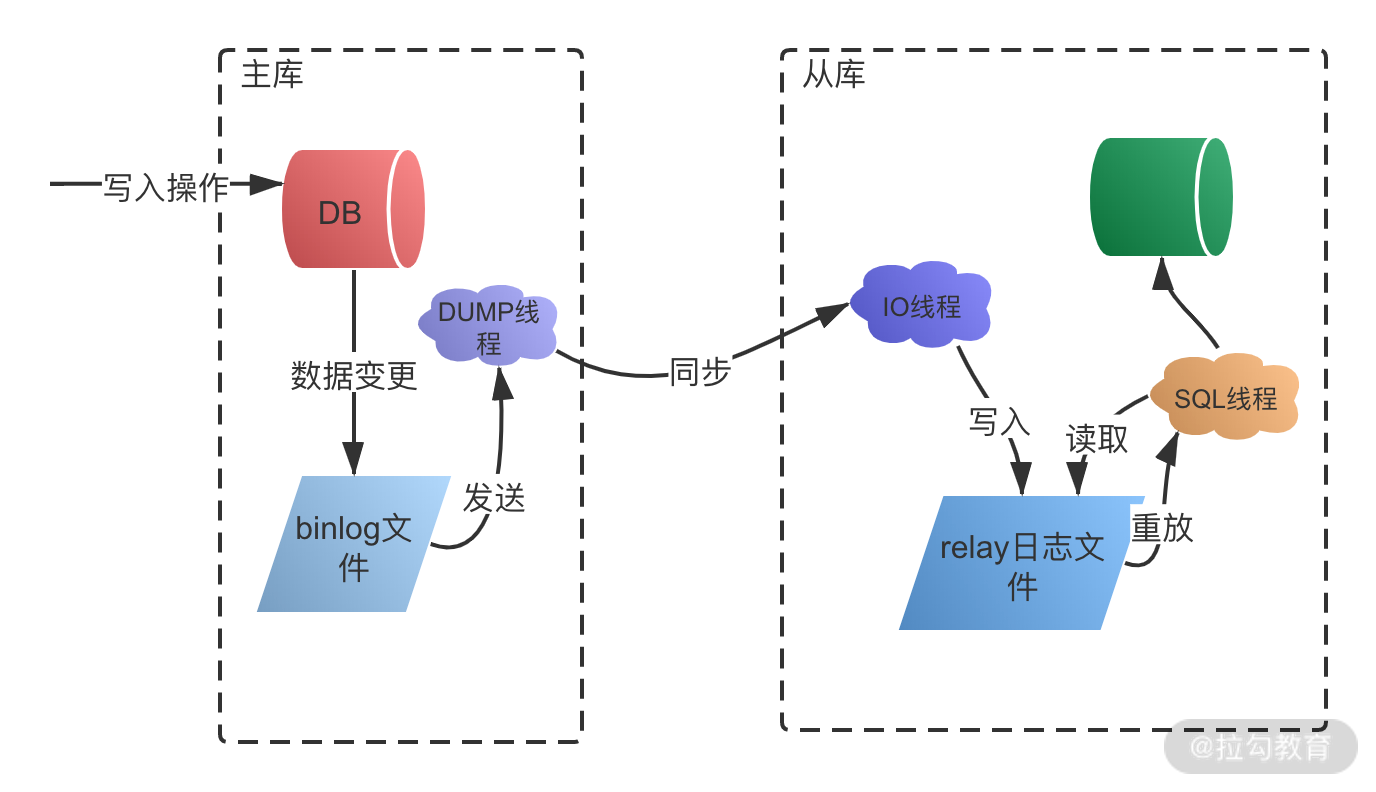 主库
从库
写入操作
DB
DUMP线
程
IO线程
数据变更
同步
SQL线程
写入
读取
发送
binlog文
件
重放
relay日志文
件
@拉勾教育